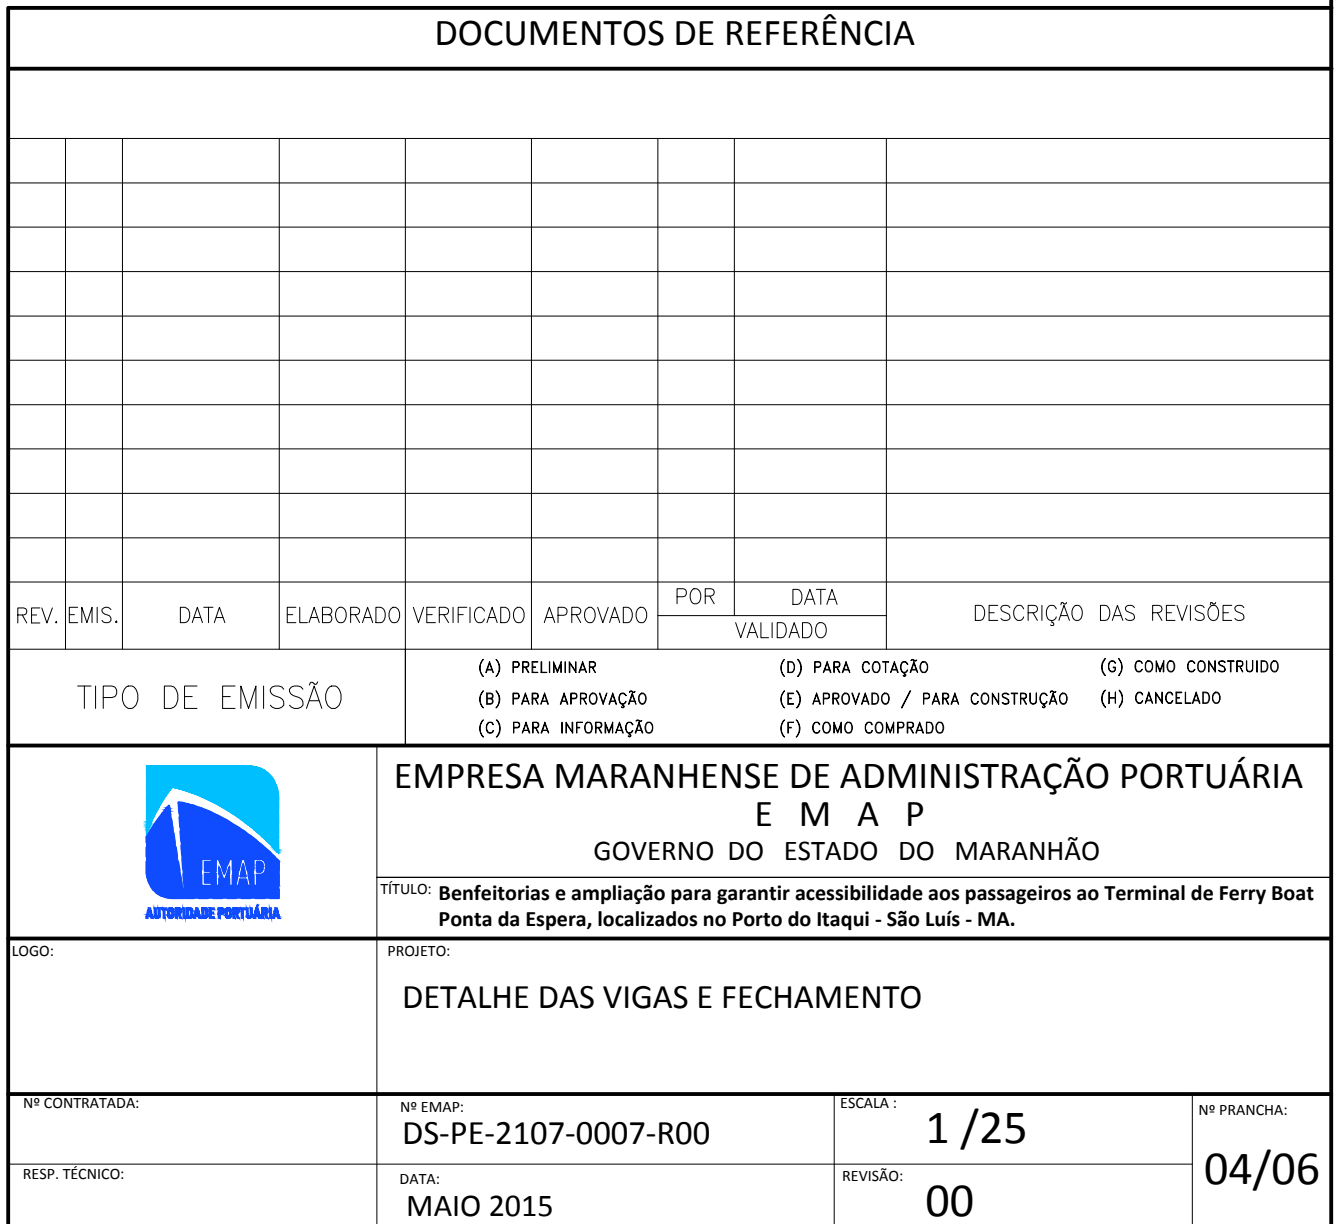 DOCUMENTOS DE REFERÊNCIA
REV. EMIS. DATA ELABORADO VERIFICADO APROVADO POR DATA DESCRIÇÃO DAS REVISÕES
VALIDADO
TIPO DE EMISSÃO
(A) PRELIMINAR (D) PARA COTAÇÃO (G) COMO CONSTRUIDO
(B) PARA APROVAÇÃO (E) APROVADO / PARA CONSTRUÇÃO (H) CANCELADO
(C) PARA INFORMAÇÃO (F) COMO COMPRADO
EMAP
AUTORIDADE PORTUÁRIA
EMPRESA MARANHENSE DE ADMINISTRAÇÃO PORTUÁRIA
E M A P
GOVERNO DO ESTADO DO MARANHÃO
TÍTULO: Benfeitorias e ampliação para garantir acessibilidade aos passageiros ao Terminal de Ferry Boat
Ponta da Espera, localizados no Porto do Itaqui - São Luís - MA.
LOGO:
PROJETO:
DETALHE DAS VIGAS E FECHAMENTO
Nº CONTRATADA:
Nº EMAP:
DS-PE-2107-0007-R00
ESCALA :
1 /25
Nº PRANCHA:
04/06
RESP. TÉCNICO:
DATA:
MAIO 2015
REVISÃO:
00